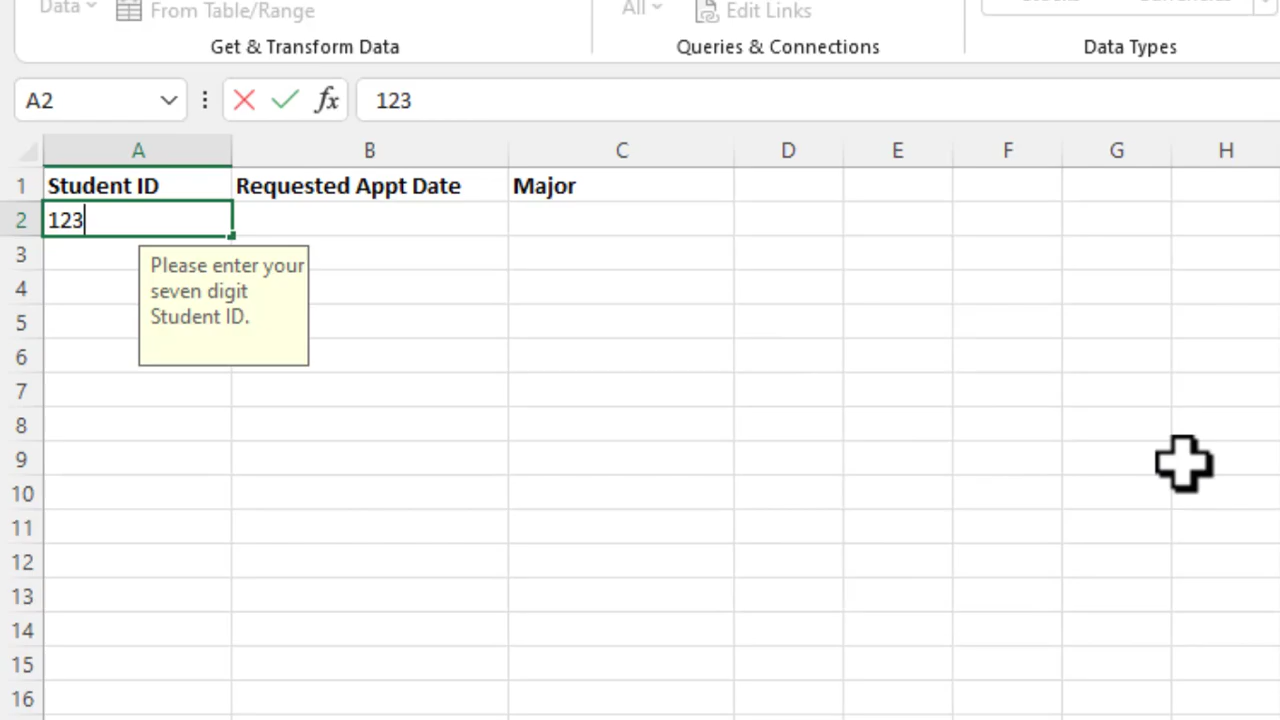 Data
From Table/Range
All
Edit Links
Get & Transform Data
Queries & Connections
Data Types
A2
fx
123
A B C D E F G H
1 Student ID Requested Appt Date Major
2 123
3
Please enter your
seven digit
Student ID.
4
5
6
7
8
9
10
11
12
13
14
15
16